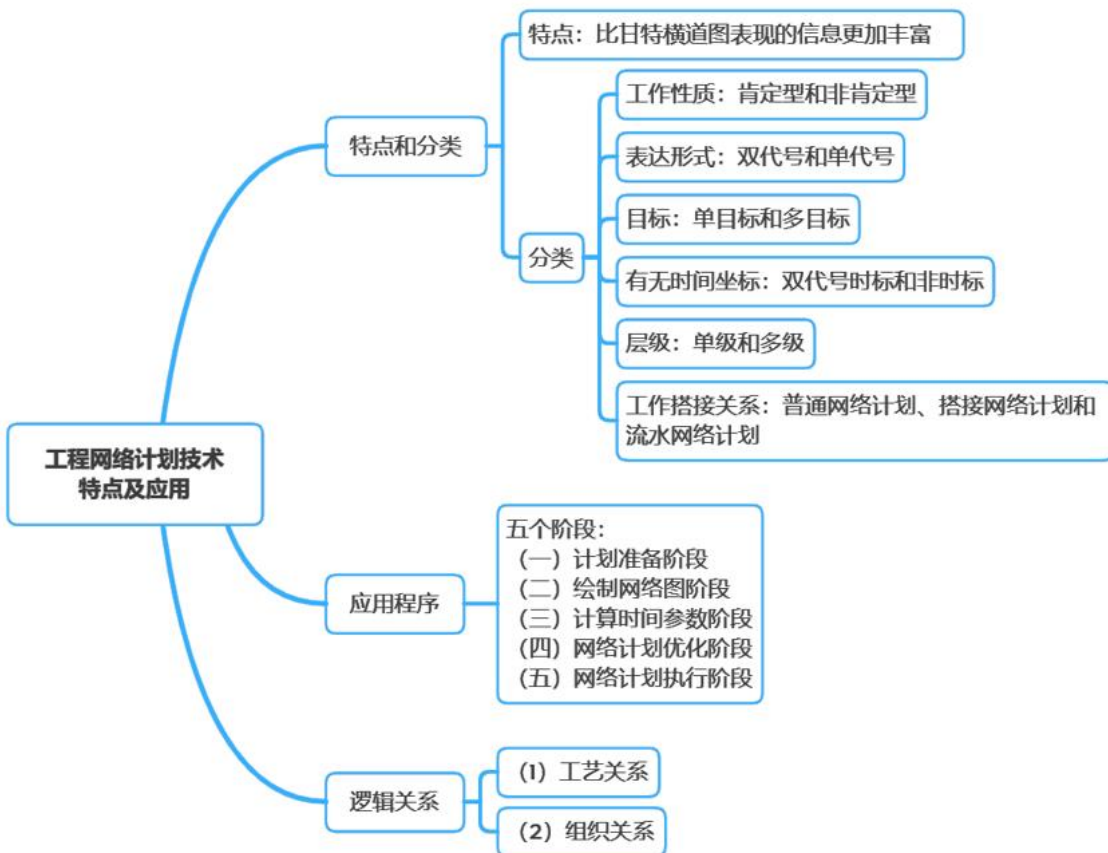 特点：比甘特横道图表现的信息更加丰富
工作性质：肯定型和非肯定型
特点和分类
表达形式：双代号和单代号
目标：单目标和多目标
分类
有无时间坐标：双代号时标和非时标
层级：单级和多级
工作搭接关系：普通网络计划、搭接网络计划和
流水网络计划
工程网络计划技术
特点及应用
五个阶段：
（一）计划准备阶段
（二）绘制网络图阶段
应用程序
（三）计算时间参数阶段
（四）网络计划优化阶段
（五）网络计划执行阶段
（1）工艺关系
逻辑关系
（2）组织关系